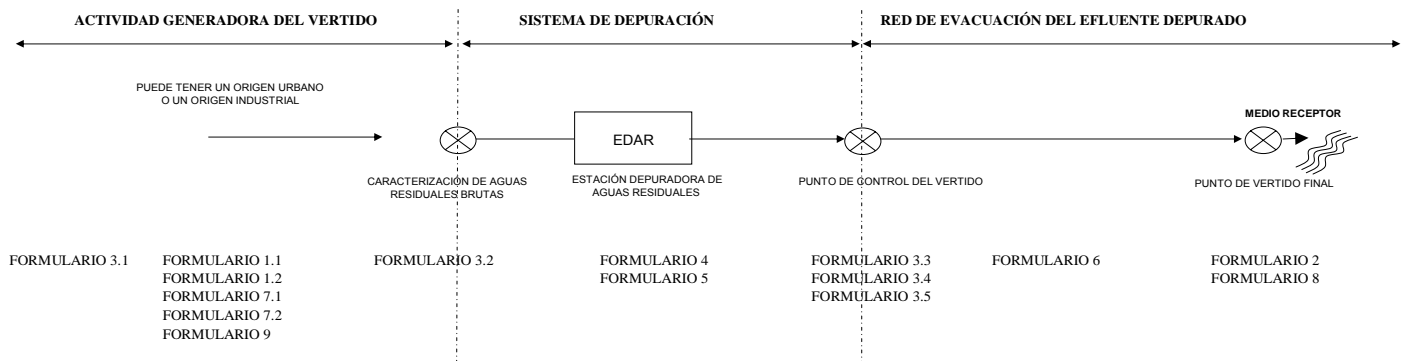 ACTIVIDAD GENERADORA DEL VERTIDO
SISTEMA DE DEPURACIÓN
RED DE EVACUACIÓN DEL EFLUENTE DEPURADO
PUEDE TENER UN ORIGEN URBANO
O UN ORIGEN INDUSTRIAL
MEDIO RECEPTOR
EDAR
CARACTERIZACIÓN DE AGUAS
RESIDUALES BRUTAS
ESTACIÓN DEPURADORA DE
AGUAS RESIDUALES
PUNTO DE CONTROL DEL VERTIDO
PUNTO DE VERTIDO FINAL
FORMULARIO 3.1
FORMULARIO 1.1
FORMULARIO 1.2
FORMULARIO 7.1
FORMULARIO 7.2
FORMULARIO 9
FORMULARIO 3.2
FORMULARIO 4
FORMULARIO 5
FORMULARIO 3.3
FORMULARIO 3.4
FORMULARIO 3.5
FORMULARIO 6
FORMULARIO 2
FORMULARIO 8